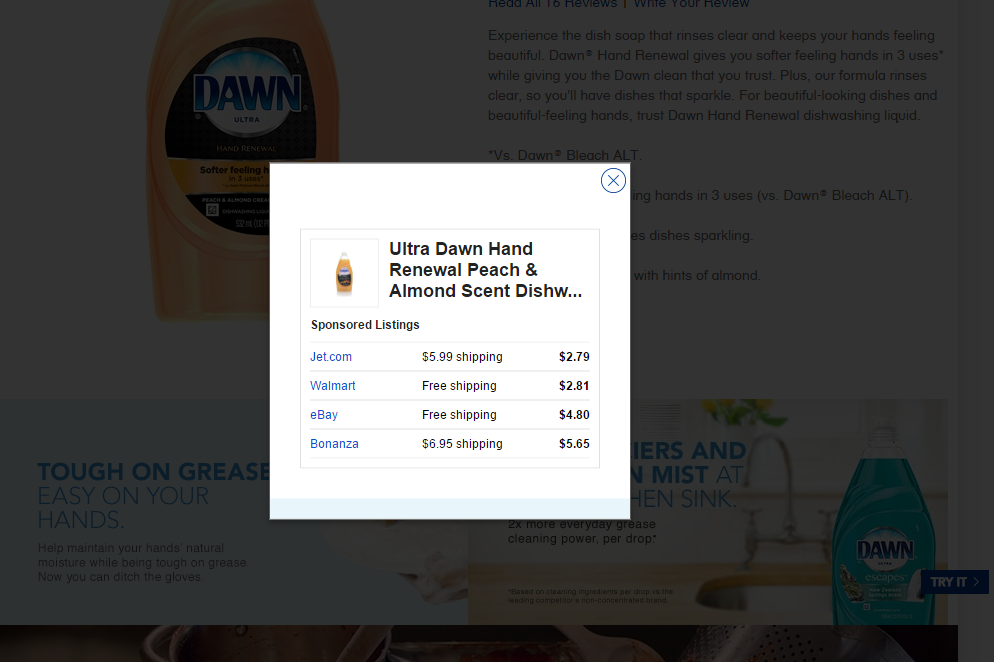 Read All 16 Reviews | Write Your Review
Experience the dish soap that rinses clear and keeps your hands feeling
beautiful. Dawn® Hand Renewal gives you softer feeling hands in 3 uses*
while giving you the Dawn clean that you trust. Plus, our formula rinses
clear, so you'll have dishes that sparkle. For beautiful-looking dishes and
beautiful-feeling hands, trust Dawn Hand Renewal dishwashing liquid.
*Vs. Dawn® Bleach ALT.
ing hands in 3 uses (vs. Dawn® Bleach ALT).
es dishes sparkling.
with hints of almond.
DAWN
ULTRA
HAND RENEWAL
Softer feeling h
in 3 uses*
PEACH & ALMOND
DISHWASHING
Ultra Dawn Hand
Renewal Peach &
Almond Scent Dishw...
Sponsored Listings
Jet.com $5.99 shipping $2.79
Walmart Free shipping $2.81
eBay Free shipping $4.80
Bonanza $6.95 shipping $5.65
TOUGH ON GREASE
EASY ON YOUR
HANDS.
Help maintain your hands' natural
moisture while being tough on grease.
Now you can ditch the gloves.
IERS AND
N MIST AT
HEN SINK.
2x more everyday grease
cleaning power, per drop*
*Based on cleaning ingredients per drop vs. the
leading competitor's non-concentrated brand.
DAWN
ULTRA
escapes
New Zealand
Springs Scent
TRY IT >